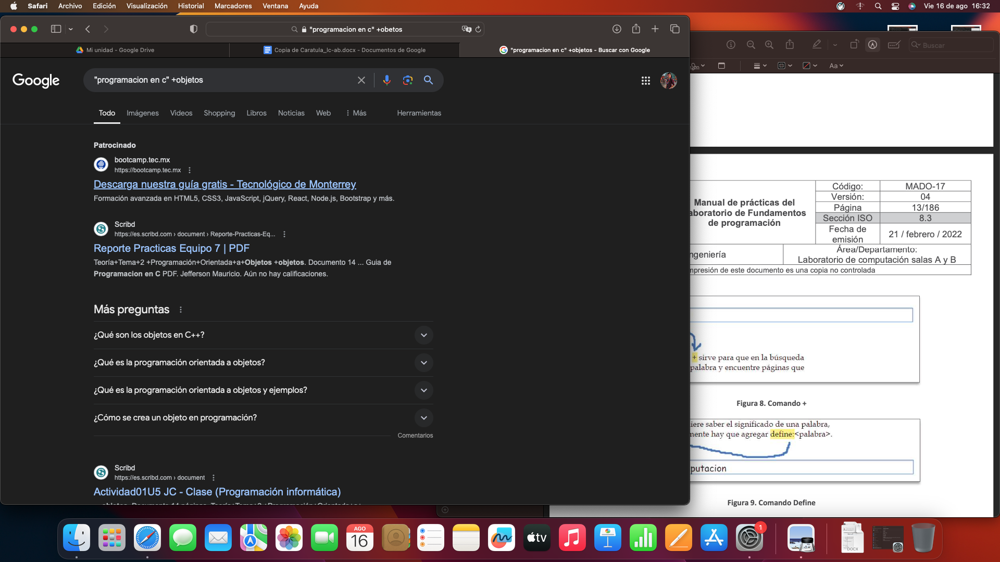 Safari Archivo Edición Visualización Historial Marcadores Ventana Ayuda Vie 16 de ago 16:32
"programacion en c" +obetos
Mi unidad - Google Drive
Copia de Caratula_lc-ab.docx - Documentos de Google
"programacion en c" +objetos - Buscar con Google
Google
"programacion en c" +objetos
Todo Imágenes Videos Shopping Libros Noticias Web Más Herramientas
Patrocinado
bootcamp.tec.mx
https://bootcamp.tec.mx
Descarga nuestra guía gratis - Tecnológico de Monterrey
Formación avanzada en HTML5, CSS3, JavaScript, jQuery, React, Node.js, Bootstrap y más.
Scribd
https://es.scribd.com › document › Reporte-Practicas-Eq...
Reporte Practicas Equipo 7 | PDF
Teoría+Tema+2 +Programación+Orientada+a+Objetos +objetos. Documento 14 ... Guia de
Programacion en C PDF. Jefferson Mauricio. Aún no hay calificaciones.
Más preguntas
¿Qué son los objetos en C++?
¿Qué es la programación orientada a objetos?
¿Qué es la programación orientada a objetos y ejemplos?
¿Cómo se crea un objeto en programación?
Comentarios
Scribd
https://es.scribd.com › document
Actividad01U5 JC - Clase (Programación informática)
Buscar
Aa
Manual de prácticas del
aboratorio de Fundamentos
de programación
Código: MADO-17
Versión: 04
Página 13/186
Sección ISO 8.3
Fecha de
emisión
21 / febrero / 2022
ngeniería
Área/Departamento:
Laboratorio de computación salas A y B
mpresión de este documento es una copia no controlada
+ sirve para que en la búsqueda
palabra y encuentre páginas que
Figura 8. Comando +
iere saber el significado de una palabra,
mente hay que agregar define:<palabra>.
putacion
Figura 9. Comando Define
AGO
16
tv
1
DOCX